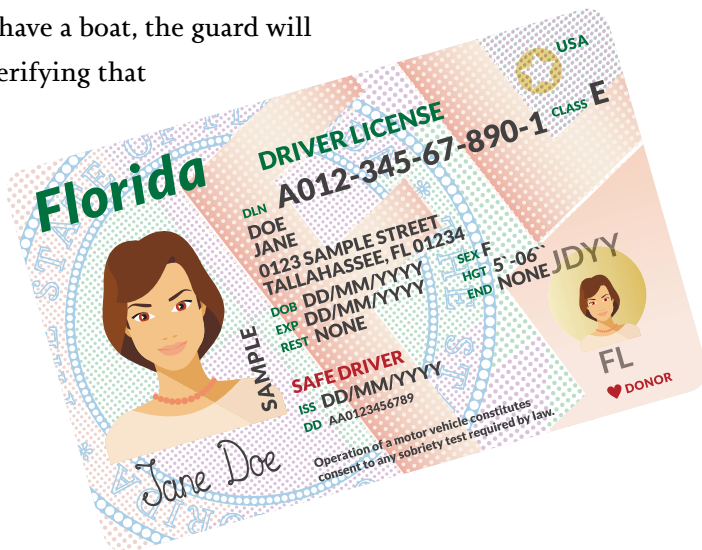 have a boat, the guard will
erifying that
Florida
DRIVER LICENSE
USA
DLN A012-345-67-890-1 CLASS E
DOE
JANE
0123 SAMPLE STREET
TALLAHASSEE, FL 01234
DOB DD/MM/YYYY SEX F
EXP DD/MM/YYYY HGT 5`-06``
REST NONE END NONE
JDYY
FL
DONOR
SAMPLE
SAFE DRIVER
ISS DD/MM/YYYY
DD AA0123456789
Operation of a motor vehicle constitutes
consent to any sobriety test required by law.
Jane Doe